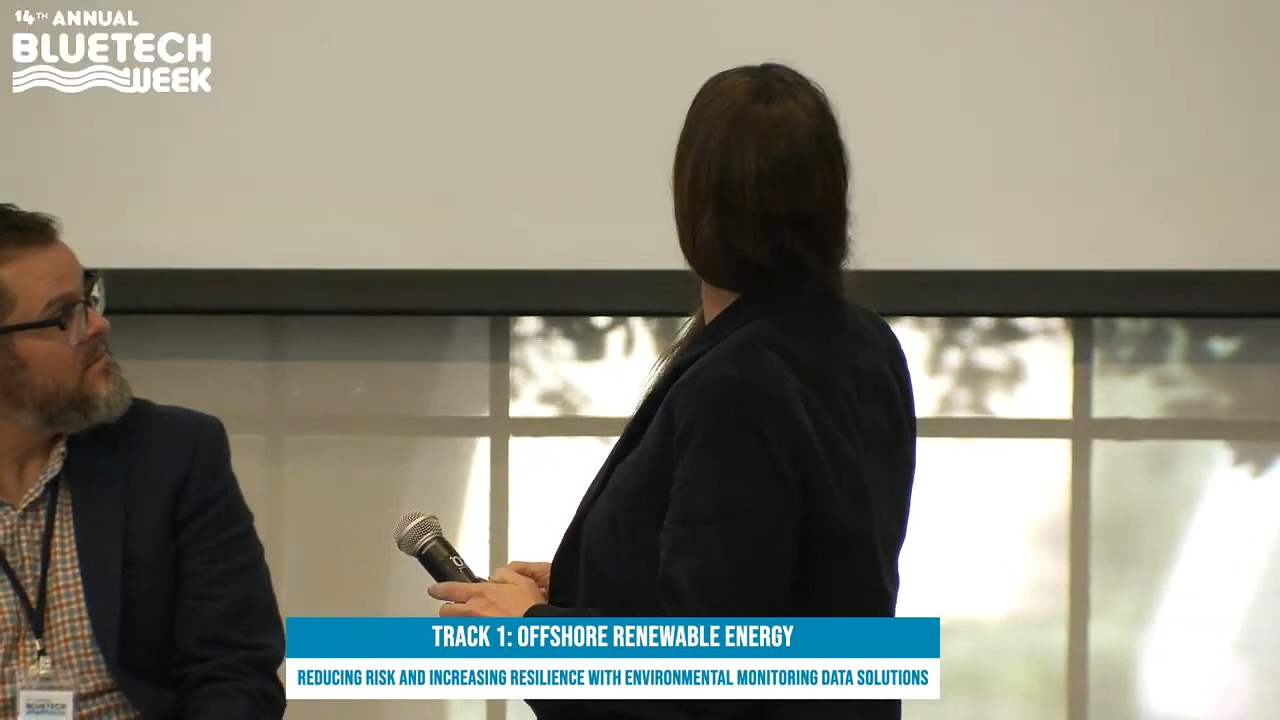 14TH ANNUAL
BLUETECH
WEEK
TRACK 1: OFFSHORE RENEWABLE ENERGY
REDUCING RISK AND INCREASING RESILIENCE WITH ENVIRONMENTAL MONITORING DATA SOLUTIONS
BLUETECH